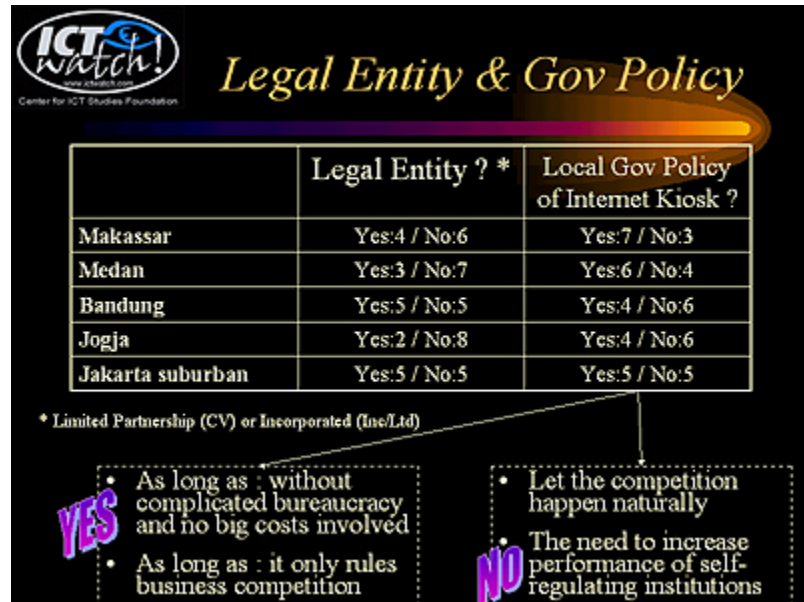 ICT
watch!
www.ictwatch.com
Center for ICT Studies Foundation
Legal Entity & Gov Policy
Legal Entity ? *
Local Gov Policy
of Internet Kiosk ?
Makassar Yes:4 / No:6 Yes:7 / No:3
Medan Yes:3 / No:7 Yes:6 / No:4
Bandung Yes:5 / No:5 Yes:4 / No:6
Jogja Yes:2 / No:8 Yes:4 / No:6
Jakarta suburban Yes:5 / No:5 Yes:5 / No:5
* Limited Partnership (CV) or Incorporated (Inc/Ltd)
YES
• As long as : without
complicated bureaucracy
and no big costs involved
• As long as : it only rules
business competition
NO
• Let the competition
happen naturally
• The need to increase
performance of self-
regulating institutions